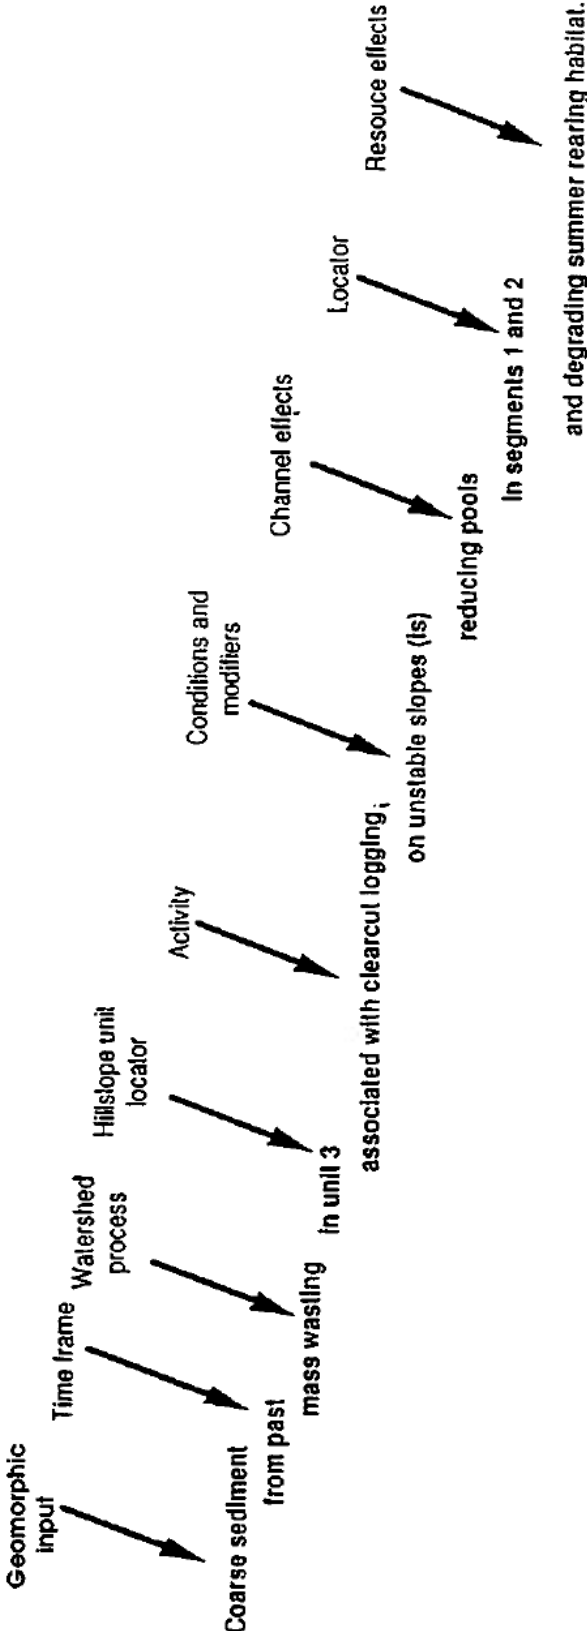 Geomorphic
input
Coarse sediment
Time frame
from past
Watershed
process
mass wasting
Hillslope unit
locator
in unit 3
Activity
associated with clearcut logging,
Conditions and
modifiers
on unstable slopes (is)
Channel effects
reducing pools
Locator
In segments 1 and 2
Resouce effects
and degrading summer rearing habitat.